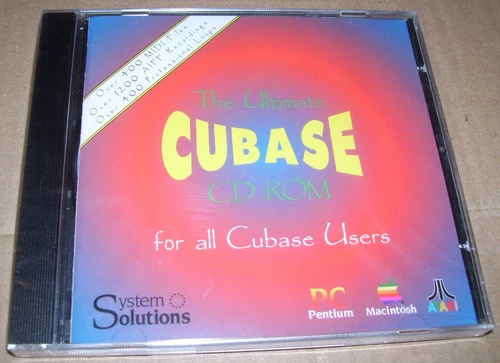 Over 400 MIDI Files
Over 1200 AIFF Recordings
Over 400 Professional Loops
The Ultimate
CUBASE
CD ROM
for all Cubase Users
System
Solutions
PC
Pentium
Macintosh
ATARI